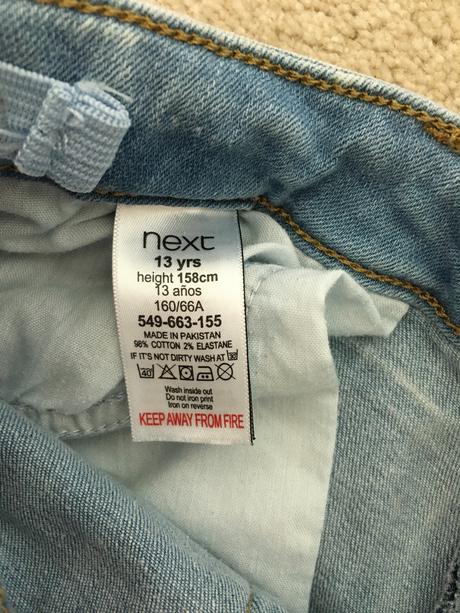 next
13 yrs
height 158cm
13 años
160/66A
549-663-155
MADE IN PAKISTAN
98% COTTON 2% ELASTANE
IF IT'S NOT DIRTY WASH AT 30
40
Wash inside out
Do not iron print
Iron on reverse
KEEP AWAY FROM FIRE